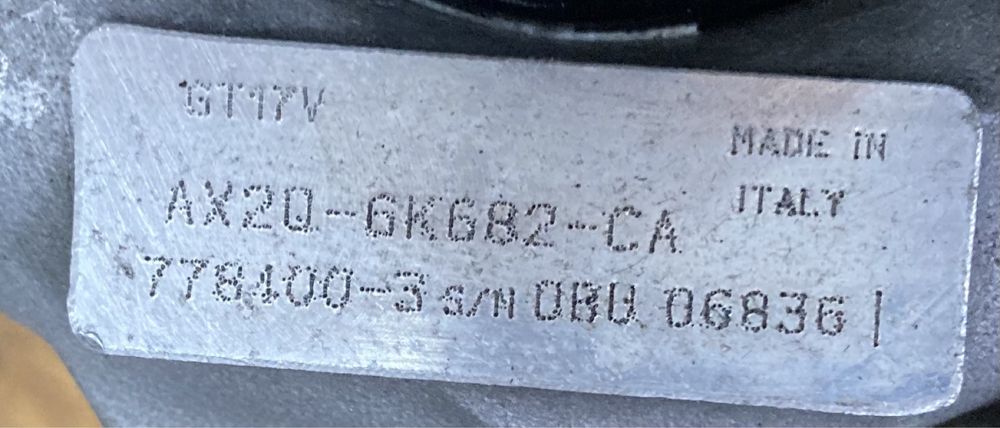 GT17V
MADE IN
ITALY
AX2Q-6K682-CA
778400-3 S/N 0BU 06836 |